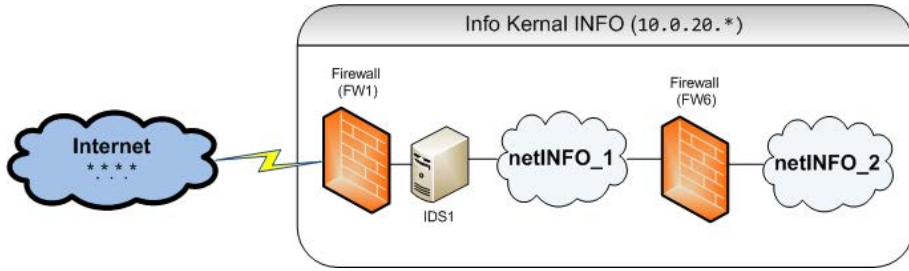 Info Kernal INFO (10.0.20.*)
Firewall
(FW1)
Firewall
(FW6)
Internet
*.*.*.*
netINFO_1
netINFO_2
IDS1